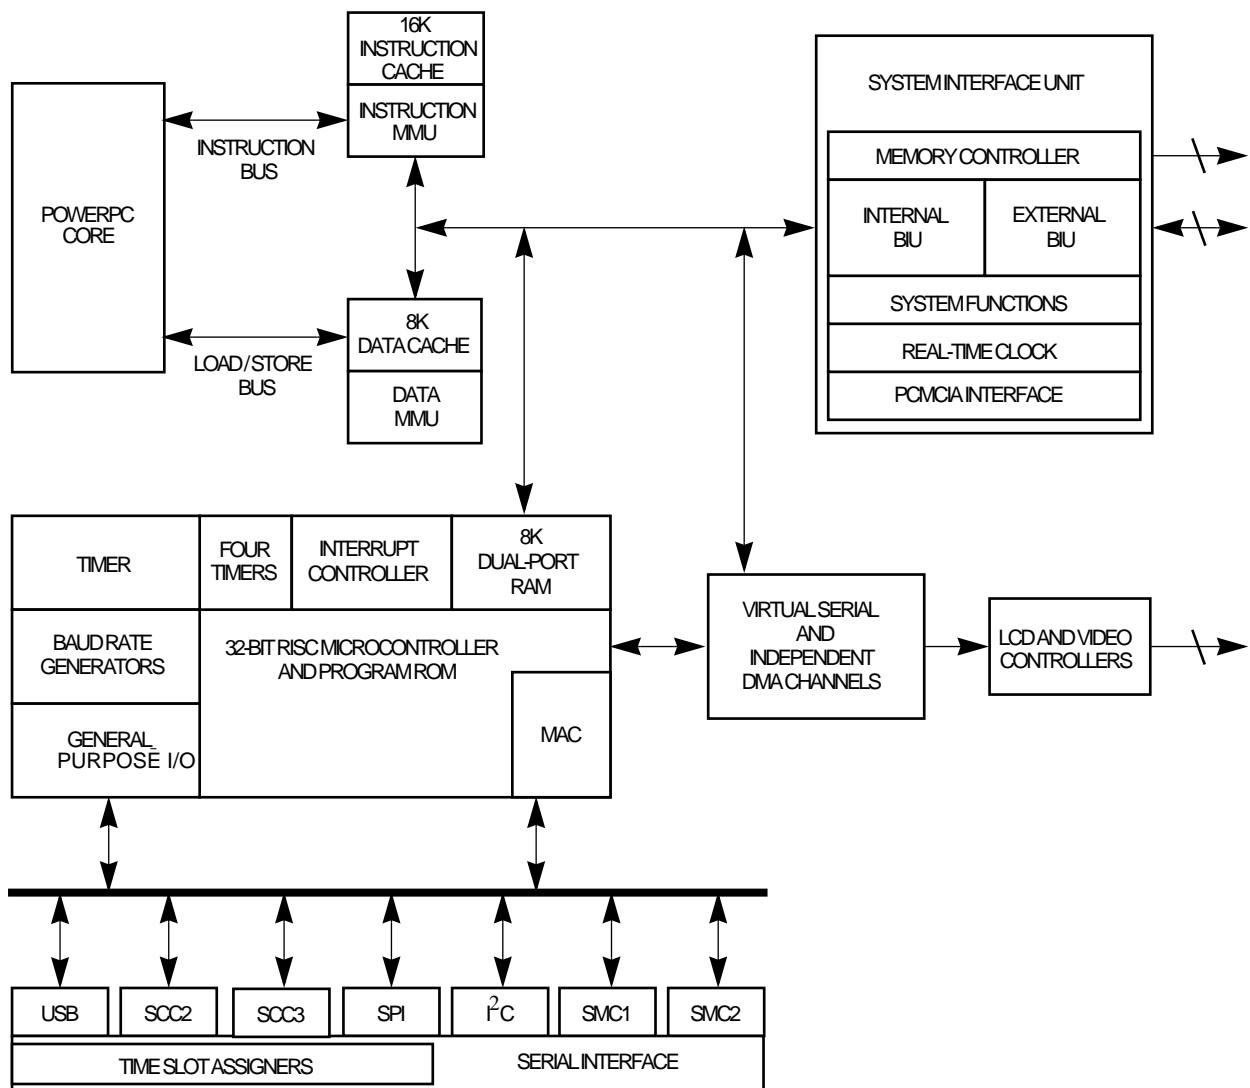 16K
INSTRUCTION
CACHE
INSTRUCTION
MMU
INSTRUCTION
BUS
POWERPC
CORE
8K
DATA CACHE
LOAD / STORE
BUS
DATA
MMU
SYSTEM INTERFACE UNIT
MEMORY CONTROLLER
INTERNAL
BIU
EXTERNAL
BIU
SYSTEM FUNCTIONS
REAL-TIME CLOCK
PCMCIA INTERFACE
TIMER
FOUR
TIMERS
INTERRUPT
CONTROLLER
8K
DUAL-PORT
RAM
BAUD RATE
GENERATORS
32-BIT RISC MICROCONTROLLER
AND PROGRAM ROM
GENERAL
PURPOSE I/O
MAC
VIRTUAL SERIAL
AND
INDEPENDENT
DMA CHANNELS
LCD AND VIDEO
CONTROLLERS
USB
SCC2
SCC3
SPI
I²C
SMC1
SMC2
TIME SLOT ASSIGNERS
SERIAL INTERFACE